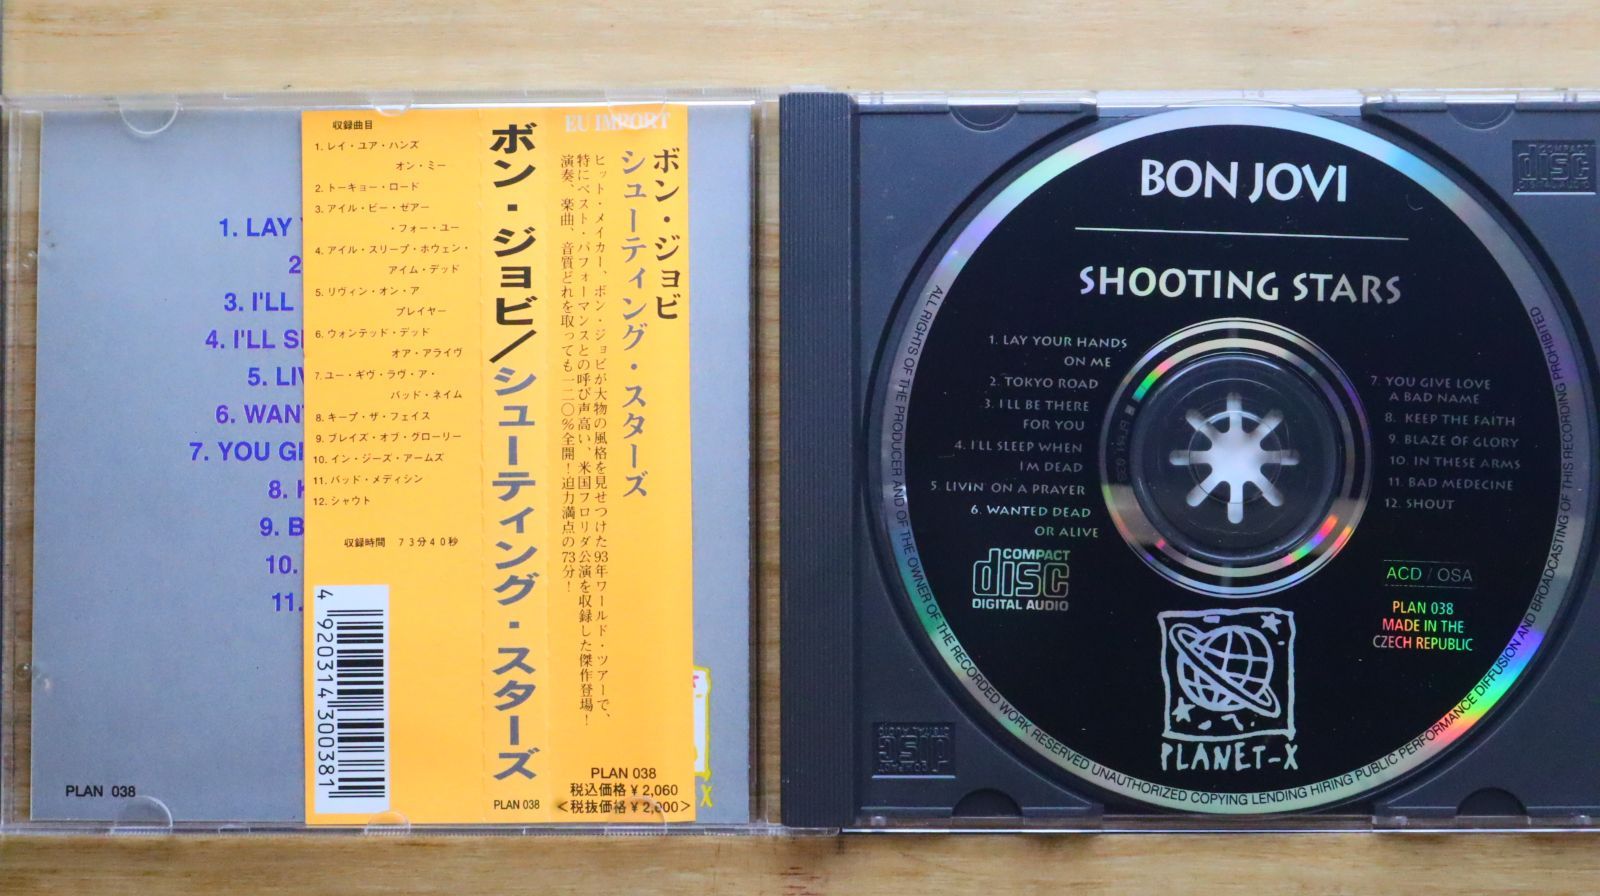 1. LAY
2
3. I'LL
4. I'LL
5. LIV
6. WANT
7. YOU GI
8.
9. B
10.
11.
PLAN 038
収録曲目
1. レイ・ユア・ハンズ
オン・ミー
2. トーキョー・ロード
3. アイル・ビー・ゼアー
・フォー・ユー
4. アイル・スリープ・ホウェン・
アイム・デッド
5. リヴィン・オン・ア
プレイヤー
6. ウォンテッド・デッド
オア・アライヴ
7. ユー・ギヴ・ラヴ・ア・
バッド・ネイム
8. キープ・ザ・フェイス
9. ブレイズ・オブ・グローリー
10. イン・ジーズ・アームズ
11. バッド・メディシン
12. シャウト
収録時間 73分40秒
4 920314 300381
ボン・ジョビ/シューティング・スターズ
PLAN 038
EU IMPORT
ボン・ジョビ
シューティング・スターズ
ヒット・メイカー、ボン・ジョビが大物の風格を見せつけた93年ワールド・ツアーで、
特にベスト・パフォーマンスとの呼び声高い、米国フロリダ公演を収録した傑作登場!
演奏、楽曲、音質どれを取っても一二〇%全開!迫力満点の73分!
PLAN 038
税込価格 ¥ 2,060
<税抜価格 ¥ 2,000>
X
BON JOVI
SHOOTING STARS
1. LAY YOUR HANDS
ON ME
2. TOKYO ROAD
3. I'LL BE THERE
FOR YOU
4. I'LL SLEEP WHEN
I'M DEAD
5. LIVIN' ON A PRAYER
6. WANTED DEAD
OR ALIVE
7. YOU GIVE LOVE
A BAD NAME
8. KEEP THE FAITH
9. BLAZE OF GLORY
10. IN THESE ARMS
11. BAD MEDECINE
12. SHOUT
COMPACT
disc
DIGITAL AUDIO
ACD / OSA
PLAN 038
MADE IN THE
CZECH REPUBLIC
PLANET-X
ALL RIGHTS OF THE PRODUCER AND OF THE OWNER OF THE RECORDED WORK RESERVED UNAUTHORIZED COPYING LENDING HIRING PUBLIC PERFORMANCE DIFFUSION AND BROADCASTING OF THIS RECORDING PROHIBITED
COMPACT
disc
DIGITAL AUDIO